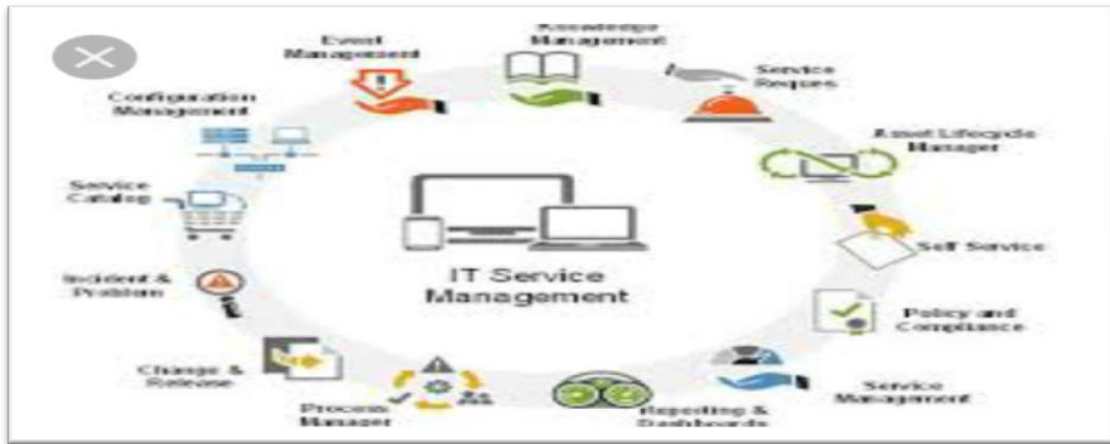 Knowledge
Management
Event
Management
Service
Reques
Configuration
Management
Asset Lifecycle
Manager
Service
Catalog
Self Service
IT Service
Management
Incident &
Problem
Policy and
Compliance
Change &
Release
Service
Management
Process
Manager
Reporting &
Dashboards